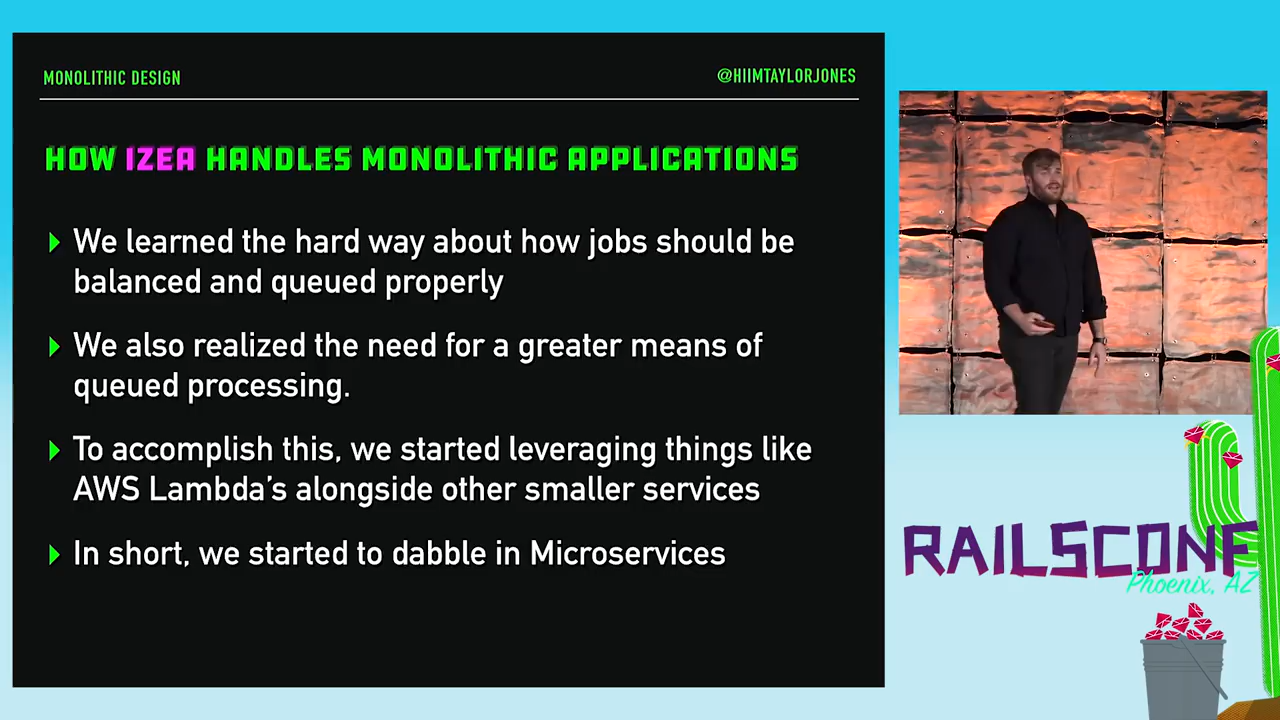 MONOLITHIC DESIGN
@HIIMTAYLORJONES
HOW IZEA HANDLES MONOLITHIC APPLICATIONS
We learned the hard way about how jobs should be
balanced and queued properly
We also realized the need for a greater means of
queued processing.
To accomplish this, we started leveraging things like
AWS Lambda's alongside other smaller services
In short, we started to dabble in Microservices
RAILSCONF
Phoenix, AZ